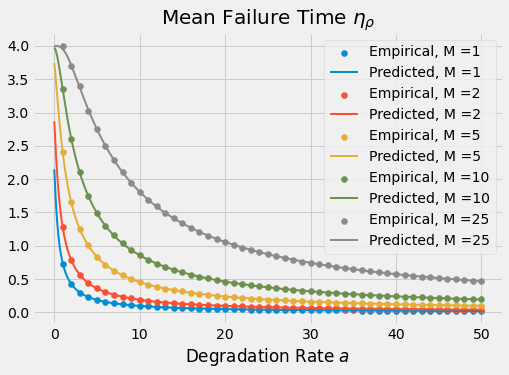 Mean Failure Time ηρ
4.0
3.5
3.0
2.5
2.0
1.5
1.0
0.5
0.0
Empirical, M =1
Predicted, M =1
Empirical, M =2
Predicted, M =2
Empirical, M =5
Predicted, M =5
Empirical, M =10
Predicted, M =10
Empirical, M =25
Predicted, M =25
0 10 20 30 40 50
Degradation Rate a